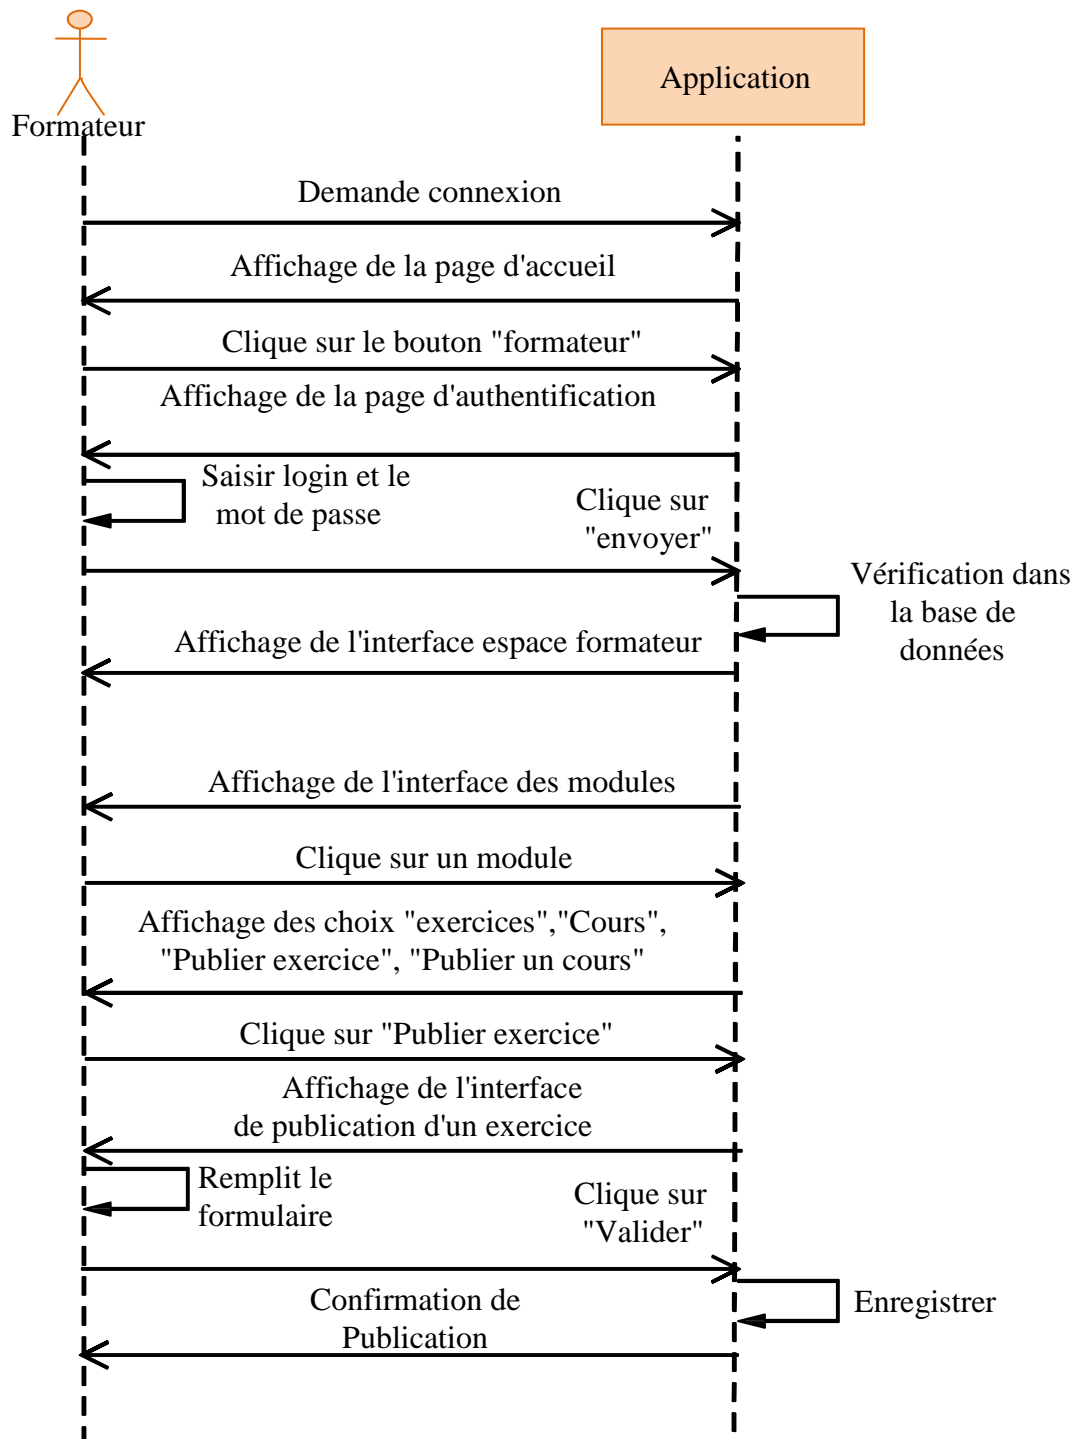 Formateur
Application
Demande connexion
Affichage de la page d'accueil
Clique sur le bouton "formateur"
Affichage de la page d'authentification
Saisir login et le
mot de passe
Clique sur
"envoyer"
Vérification dans
la base de
données
Affichage de l'interface espace formateur
Affichage de l'interface des modules
Clique sur un module
Affichage des choix "exercices","Cours",
"Publier exercice", "Publier un cours"
Clique sur "Publier exercice"
Affichage de l'interface
de publication d'un exercice
Remplit le
formulaire
Clique sur
"Valider"
Enregistrer
Confirmation de
Publication